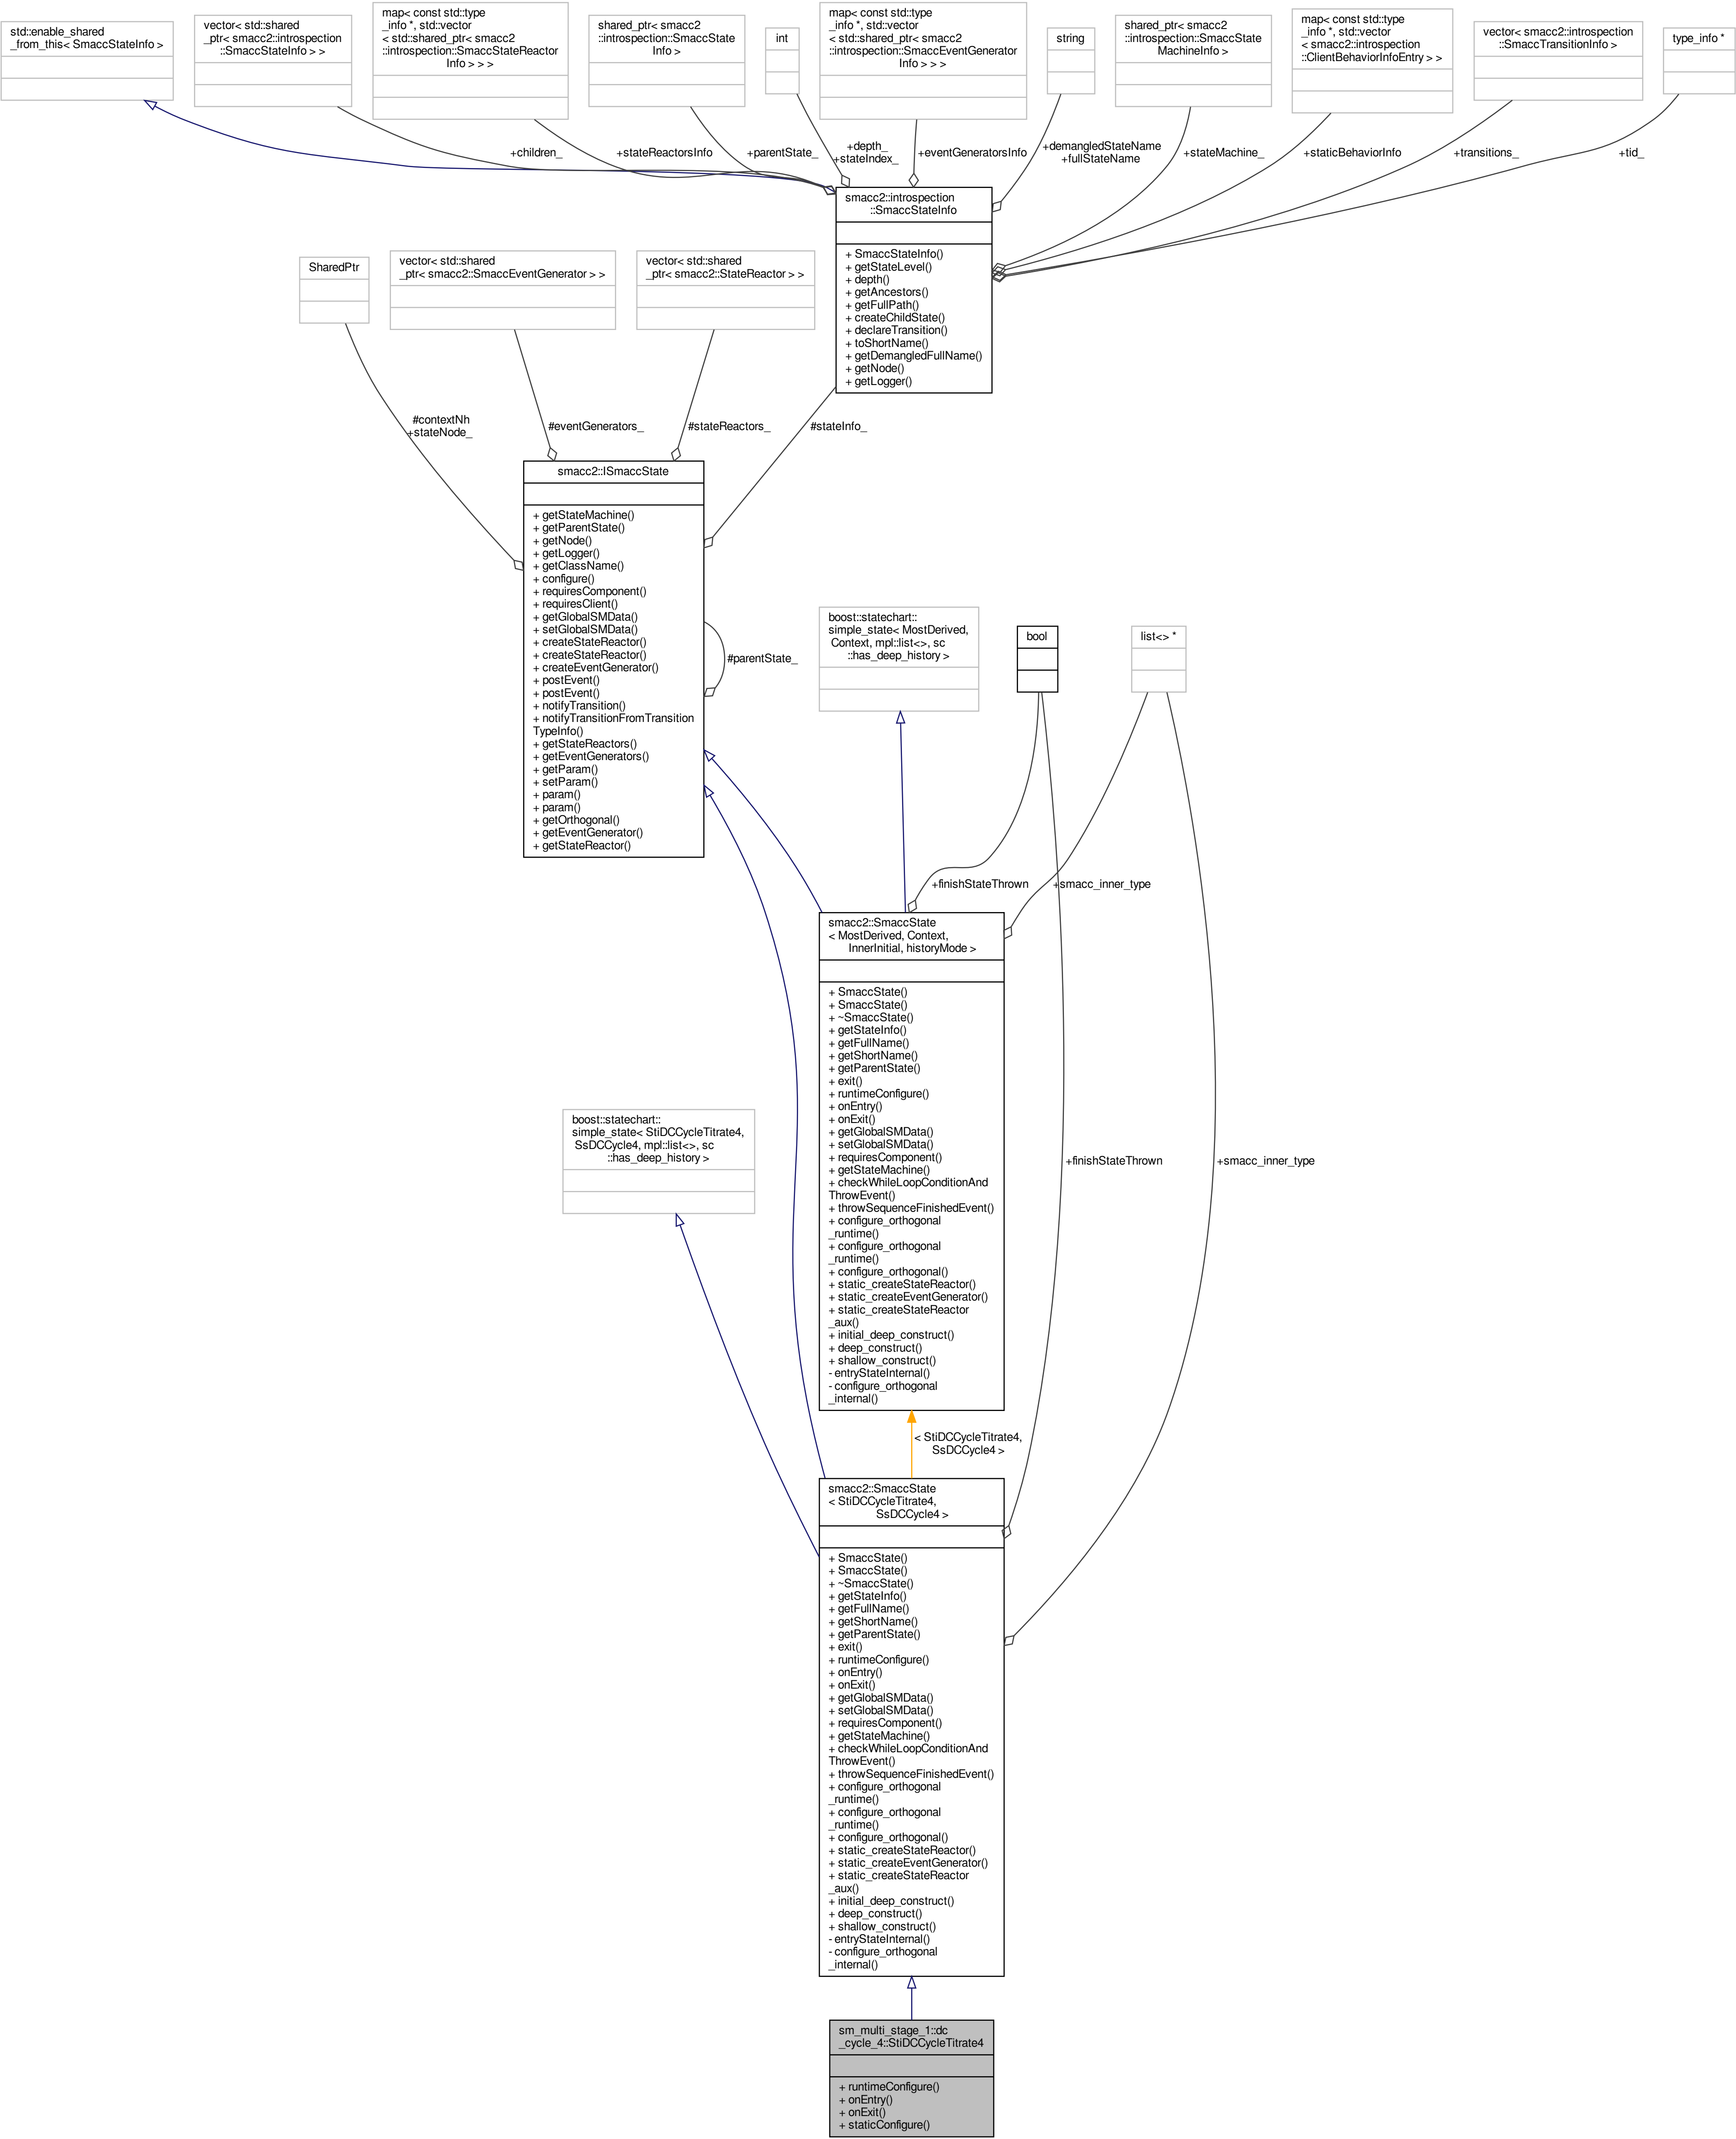 std::enable_shared
_from_this< SmaccStateInfo >
vector< std::shared
_ptr< smacc2::introspection
::SmaccStateInfo > >
map< const std::type
_info *, std::vector
< std::shared_ptr< smacc2
::introspection::SmaccStateReactor
Info > > >
shared_ptr< smacc2
::introspection::SmaccState
Info >
int
map< const std::type
_info *, std::vector
< std::shared_ptr< smacc2
::introspection::SmaccEventGenerator
Info > > >
string
shared_ptr< smacc2
::introspection::SmaccState
MachineInfo >
map< const std::type
_info *, std::vector
< smacc2::introspection
::ClientBehaviorInfoEntry > >
vector< smacc2::introspection
::SmaccTransitionInfo >
type_info *
+children_
+stateReactorsInfo
+parentState_
+depth_
+stateIndex_
+eventGeneratorsInfo
+demangledStateName
+fullStateName
+stateMachine_
+staticBehaviorInfo
+transitions_
+tid_
smacc2::introspection
::SmaccStateInfo
+ SmaccStateInfo()
+ getStateLevel()
+ depth()
+ getAncestors()
+ getFullPath()
+ createChildState()
+ declareTransition()
+ toShortName()
+ getDemangledFullName()
+ getNode()
+ getLogger()
SharedPtr
vector< std::shared
_ptr< smacc2::SmaccEventGenerator > >
vector< std::shared
_ptr< smacc2::StateReactor > >
#contextNh
+stateNode_
#eventGenerators_
#stateReactors_
#stateInfo_
smacc2::ISmaccState
+ getStateMachine()
+ getParentState()
+ getNode()
+ getLogger()
+ getClassName()
+ configure()
+ requiresComponent()
+ requiresClient()
+ getGlobalSMData()
+ setGlobalSMData()
+ createStateReactor()
+ createStateReactor()
+ createEventGenerator()
+ postEvent()
+ postEvent()
+ notifyTransition()
+ notifyTransitionFromTransition
TypeInfo()
+ getStateReactors()
+ getEventGenerators()
+ getParam()
+ setParam()
+ param()
+ param()
+ getOrthogonal()
+ getEventGenerator()
+ getStateReactor()
#parentState_
boost::statechart::
simple_state< MostDerived,
Context, mpl::list<>, sc
::has_deep_history >
bool
list<> *
+finishStateThrown
+smacc_inner_type
smacc2::SmaccState
< MostDerived, Context,
InnerInitial, historyMode >
+ SmaccState()
+ SmaccState()
+ ~SmaccState()
+ getStateInfo()
+ getFullName()
+ getShortName()
+ getParentState()
+ exit()
+ runtimeConfigure()
+ onEntry()
+ onExit()
+ getGlobalSMData()
+ setGlobalSMData()
+ requiresComponent()
+ getStateMachine()
+ checkWhileLoopConditionAnd
ThrowEvent()
+ throwSequenceFinishedEvent()
+ configure_orthogonal
_runtime()
+ configure_orthogonal
_runtime()
+ configure_orthogonal()
+ static_createStateReactor()
+ static_createEventGenerator()
+ static_createStateReactor
_aux()
+ initial_deep_construct()
+ deep_construct()
+ shallow_construct()
- entryStateInternal()
- configure_orthogonal
_internal()
boost::statechart::
simple_state< StiDCCycleTitrate4,
SsDCCycle4, mpl::list<>, sc
::has_deep_history >
+finishStateThrown
+smacc_inner_type
< StiDCCycleTitrate4,
SsDCCycle4 >
smacc2::SmaccState
< StiDCCycleTitrate4,
SsDCCycle4 >
+ SmaccState()
+ SmaccState()
+ ~SmaccState()
+ getStateInfo()
+ getFullName()
+ getShortName()
+ getParentState()
+ exit()
+ runtimeConfigure()
+ onEntry()
+ onExit()
+ getGlobalSMData()
+ setGlobalSMData()
+ requiresComponent()
+ getStateMachine()
+ checkWhileLoopConditionAnd
ThrowEvent()
+ throwSequenceFinishedEvent()
+ configure_orthogonal
_runtime()
+ configure_orthogonal
_runtime()
+ configure_orthogonal()
+ static_createStateReactor()
+ static_createEventGenerator()
+ static_createStateReactor
_aux()
+ initial_deep_construct()
+ deep_construct()
+ shallow_construct()
- entryStateInternal()
- configure_orthogonal
_internal()
sm_multi_stage_1::dc
_cycle_4::StiDCCycleTitrate4
+ runtimeConfigure()
+ onEntry()
+ onExit()
+ staticConfigure()